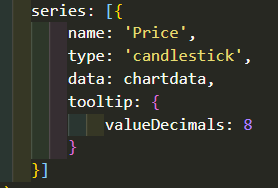 series: [{
name: 'Price',
type: 'candlestick',
data: chartdata,
tooltip: {
valueDecimals: 8
}
}]